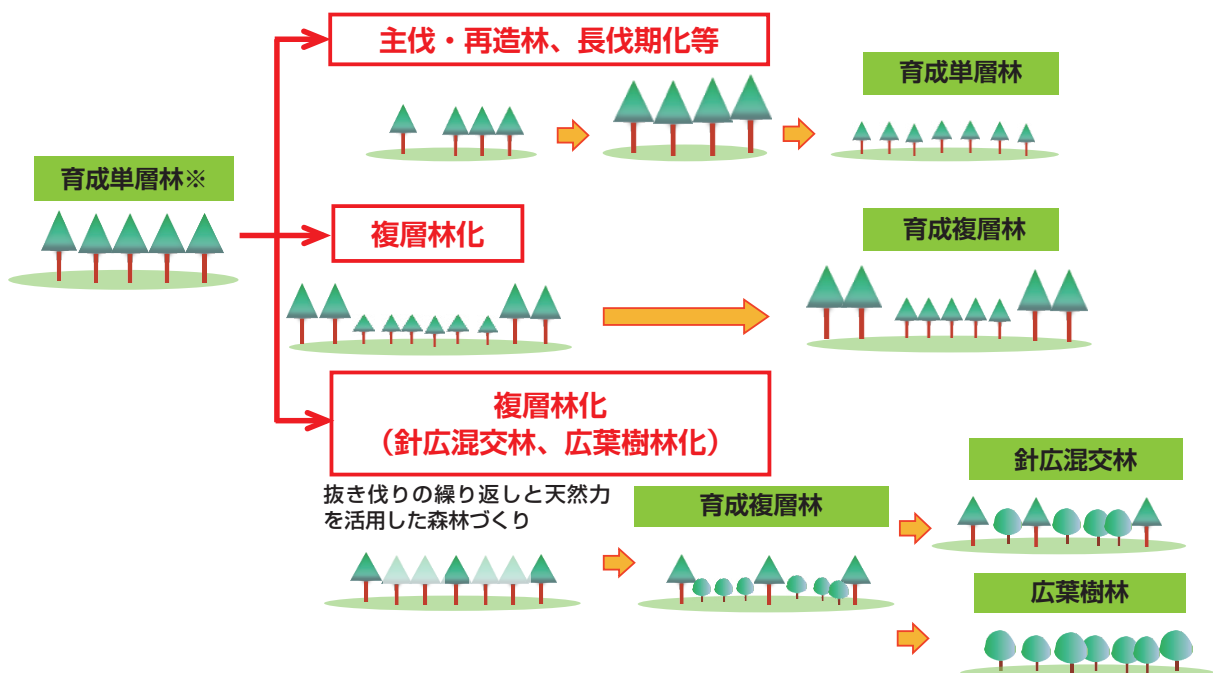 主伐・再造林、長伐期化等
育成単層林
育成単層林※
複層林化
育成複層林
複層林化
（針広混交林、広葉樹林化）
抜き伐りの繰り返しと天然力
を活用した森林づくり
育成複層林
針広混交林
広葉樹林